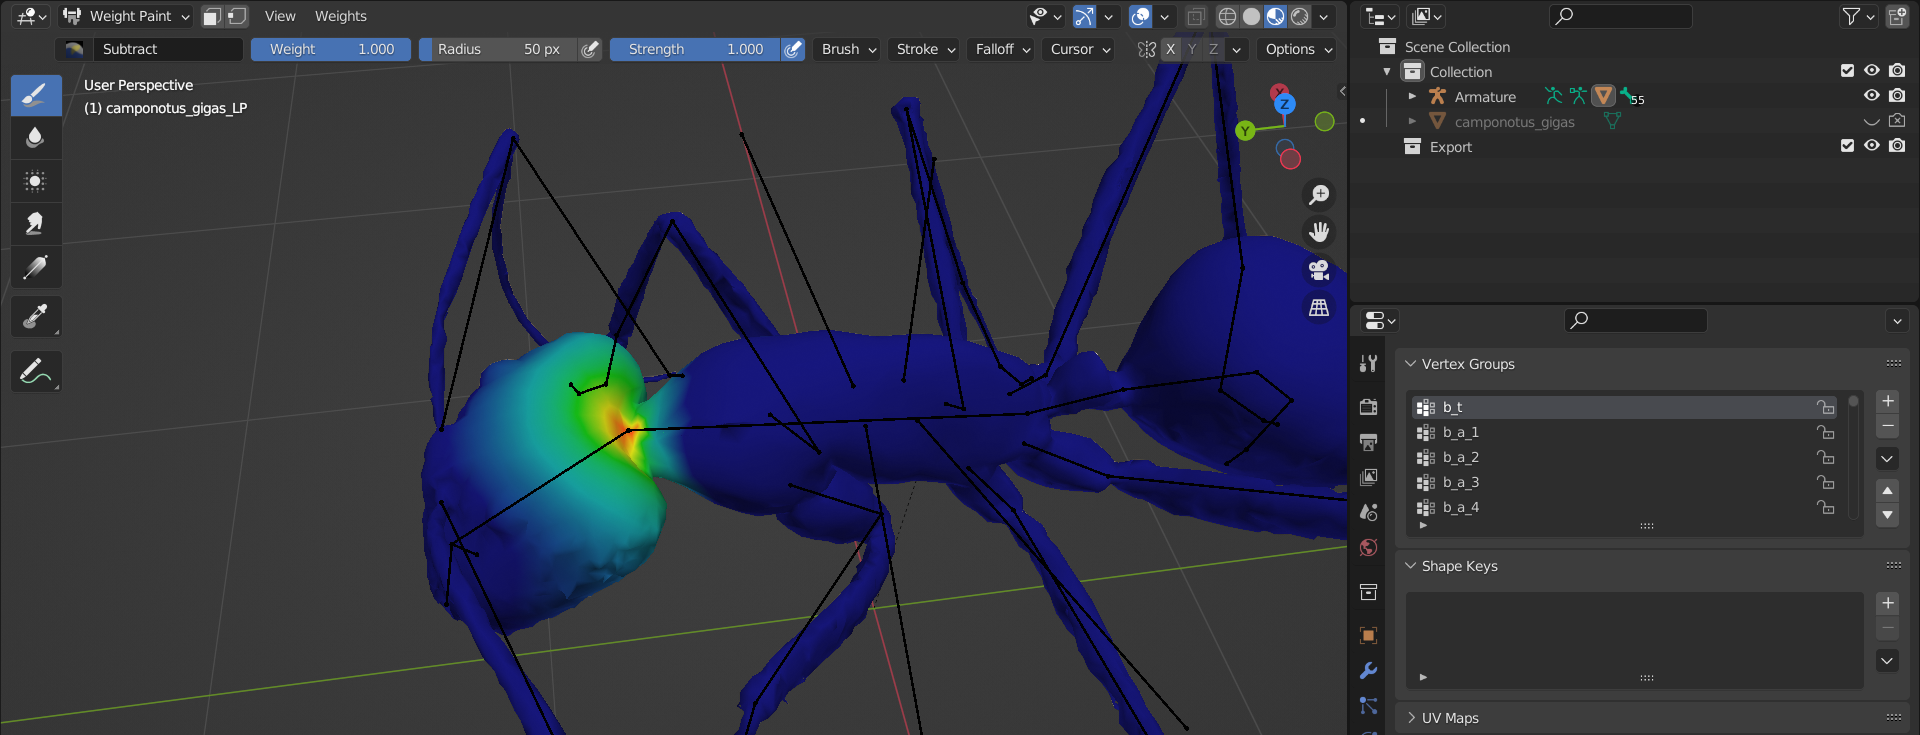 Weight Paint View Weights
Subtract Weight 1.000 Radius 50 px Strength 1.000 Brush Stroke Falloff Cursor X Y Z Options
User Perspective
(1) camponotus_gigas_LP
Y
Z
Scene Collection
Collection
Armature 55
camponotus_gigas
Export
Vertex Groups
b_t
b_a_1
b_a_2
b_a_3
b_a_4
Shape Keys
UV Maps